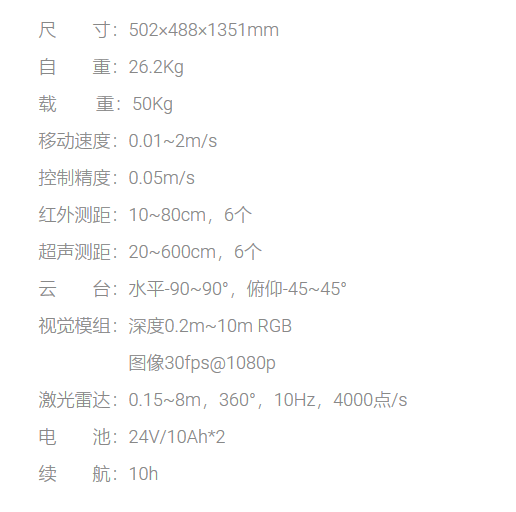 尺　　寸：502×488×1351mm
自　　重：26.2Kg
载　　重：50Kg
移动速度：0.01~2m/s
控制精度：0.05m/s
红外测距：10~80cm，6个
超声测距：20~600cm，6个
云　　台：水平-90~90°，俯仰-45~45°
视觉模组：深度0.2m~10m RGB
图像30fps@1080p
激光雷达：0.15~8m，360°，10Hz，4000点/s
电　　池：24V/10Ah*2
续　　航：10h